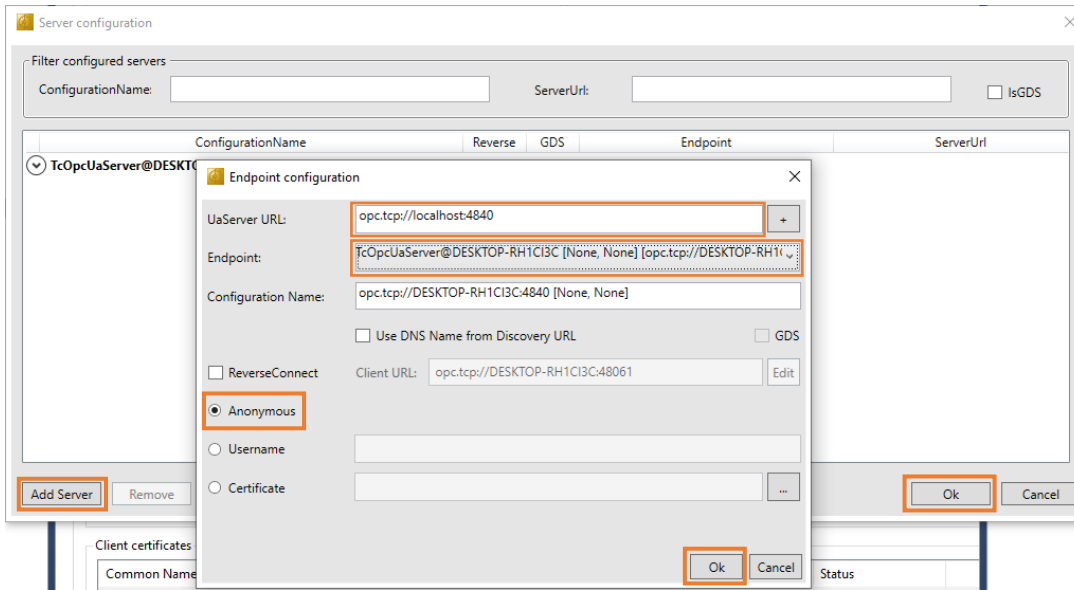 Server configuration
Filter configured servers
ConfigurationName:
ServerUrl:
IsGDS
ConfigurationName Reverse GDS Endpoint ServerUrl
TcOpcUaServer@DESKTO
Endpoint configuration
UaServer URL: opc.tcp://localhost:4840 +
Endpoint: TcOpcUaServer@DESKTOP-RH1CI3C [None, None] [opc.tcp://DESKTOP-RH1
Configuration Name: opc.tcp://DESKTOP-RH1CI3C:4840 [None, None]
Use DNS Name from Discovery URL GDS
ReverseConnect Client URL: opc.tcp://DESKTOP-RH1CI3C:48061 Edit
Anonymous
Username
Certificate ...
Ok Cancel
Add Server Remove
Ok Cancel
Client certificates
Common Name Status